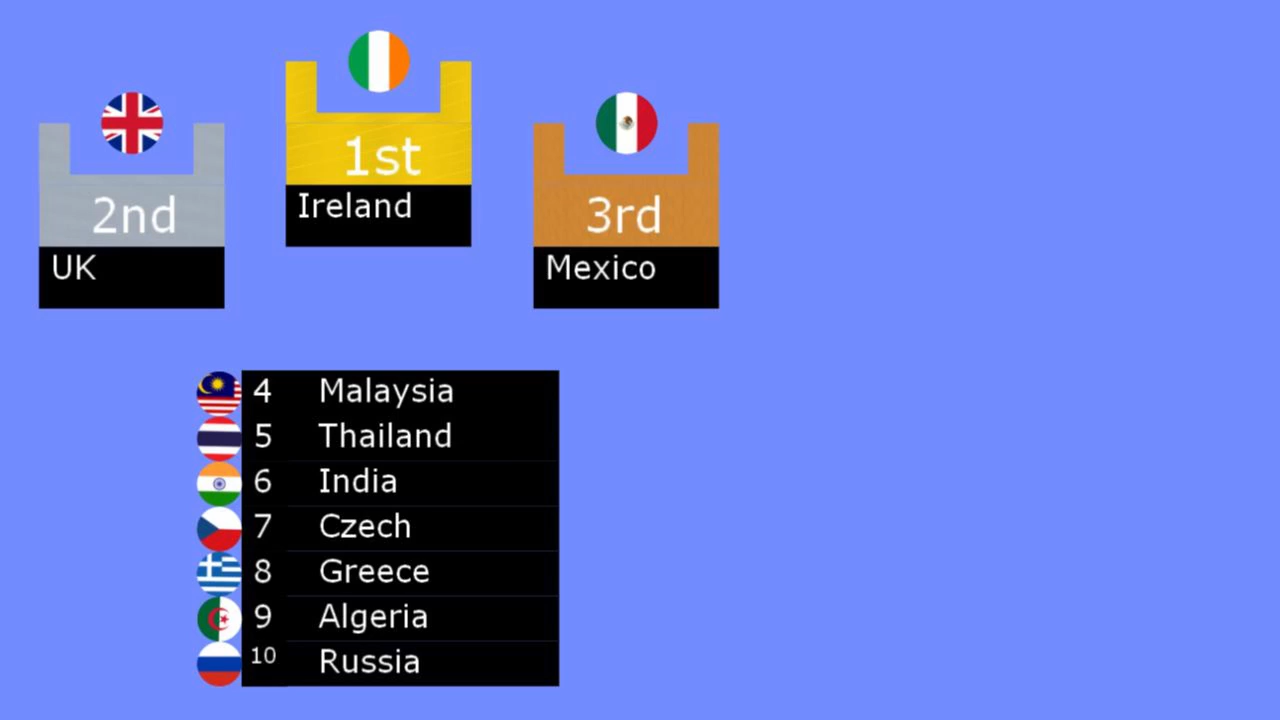 1st
Ireland
2nd
UK
3rd
Mexico
4 Malaysia
5 Thailand
6 India
7 Czech
8 Greece
9 Algeria
10 Russia